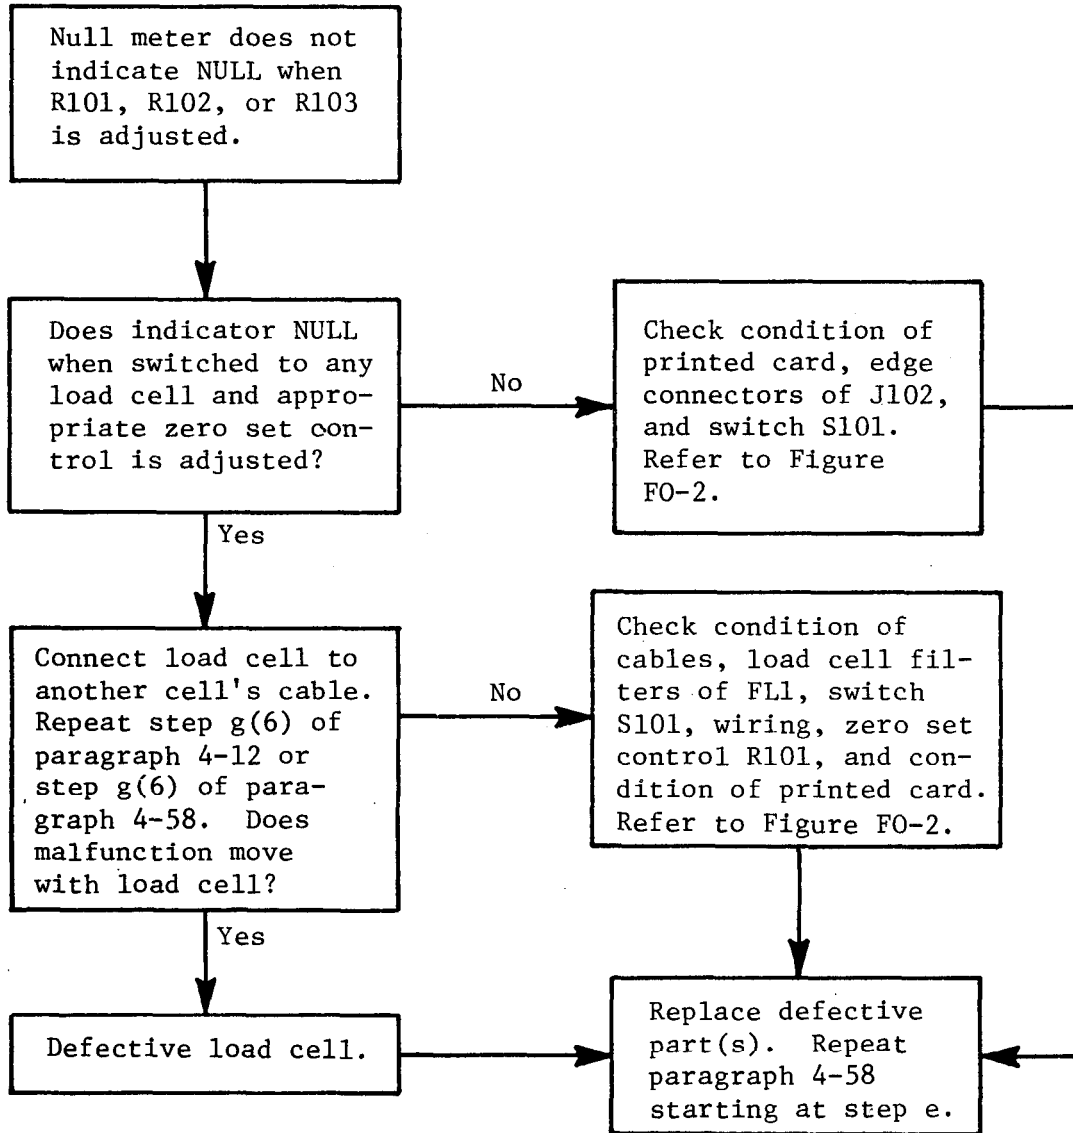 Null meter does not
indicate NULL when
R101, R102, or R103
is adjusted.
Does indicator NULL
when switched to any
load cell and appro-
priate zero set con-
trol is adjusted?
No
Check condition of
printed card, edge
connectors of J102,
and switch S101.
Refer to Figure
FO-2.
Yes
Connect load cell to
another cell's cable.
Repeat step g(6) of
paragraph 4-12 or
step g(6) of para-
graph 4-58. Does
malfunction move
with load cell?
No
Check condition of
cables, load cell fil-
ters of FL1, switch
S101, wiring, zero set
control R101, and con-
dition of printed card.
Refer to Figure FO-2.
Yes
Defective load cell.
Replace defective
part(s). Repeat
paragraph 4-58
starting at step e.